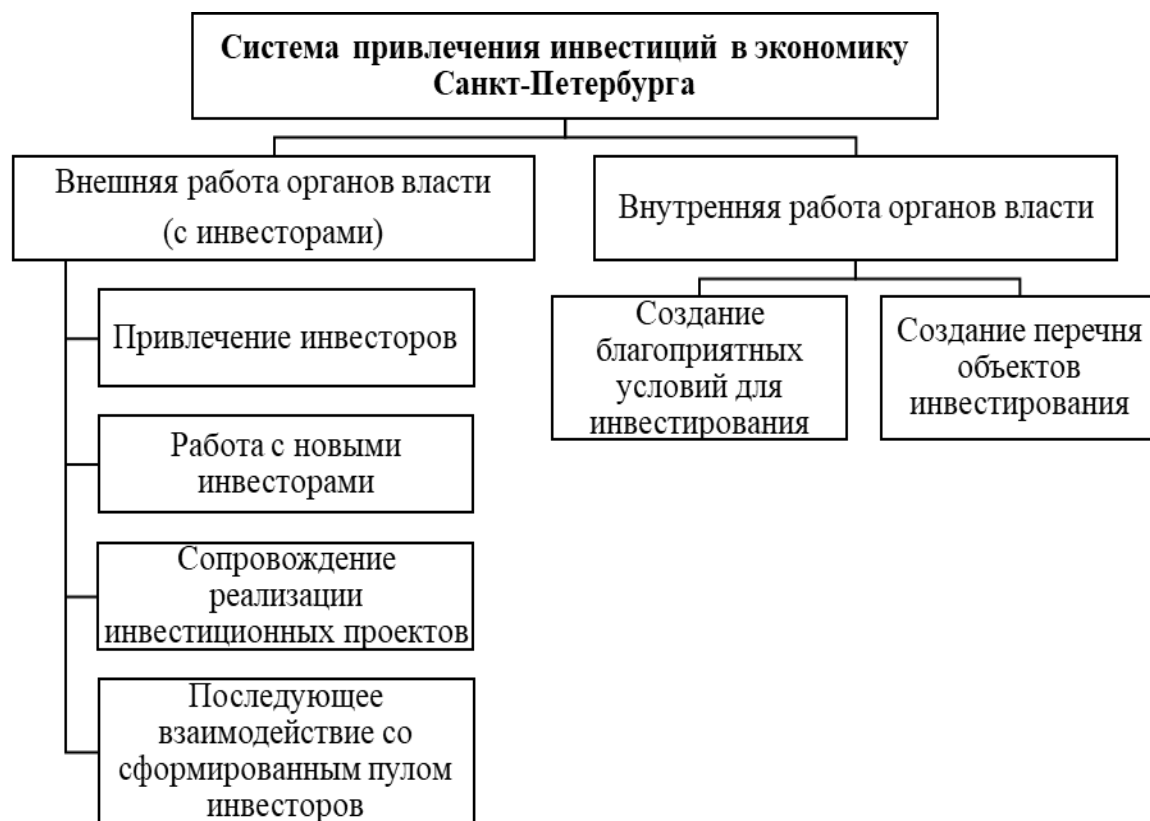 Система привлечения инвестиций в экономику
Санкт-Петербурга
Внешняя работа органов власти
(с инвесторами)
Привлечение инвесторов
Работа с новыми
инвесторами
Сопровождение
реализации
инвестиционных проектов
Последующее
взаимодействие со
сформированным пулом
инвесторов
Внутренняя работа органов власти
Создание
благоприятных
условий для
инвестирования
Создание перечня
объектов
инвестирования